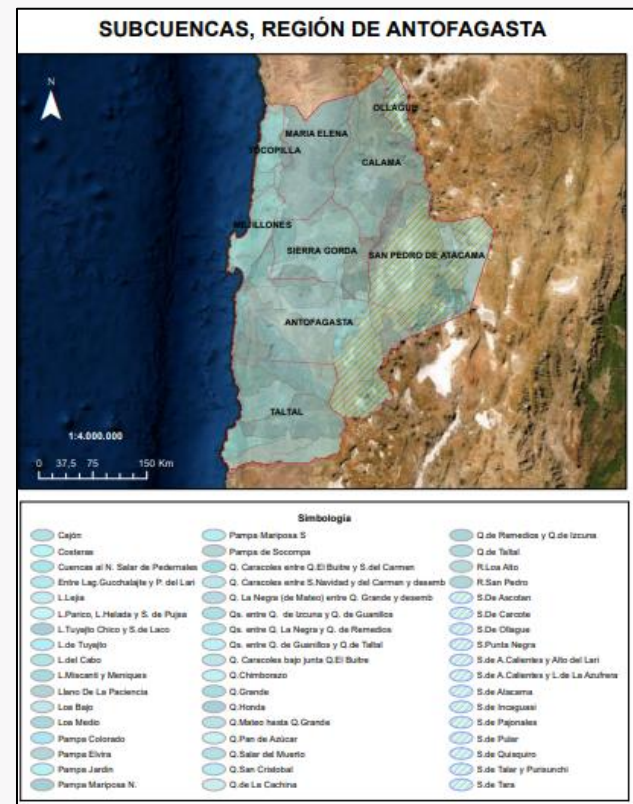 SUBCUENCAS, REGIÓN DE ANTOFAGASTA
N
OLLAGUE
MARIA ELENA
TOCOPILLA
CALAMA
MEJILLONES
SIERRA GORDA
SAN PEDRO DE ATACAMA
ANTOFAGASTA
TALTAL
1:4.000.000
0 37,5 75 150 Km
Simbología
Cajón
Costeras
Cuencas al N. Salar de Pedernales
Entre Lag.Gucchalajte y P. del Lari
L.Lejia
L.Parico, L.Helada y S. de Pujsa
L.Tuyajto Chico y S.de Laco
L.de Tuyajto
L.del Cabo
L.Miscanti y Meniques
Llano De La Paciencia
Loa Bajo
Loa Medio
Pampa Colorado
Pampa Elvira
Pampa Jardin
Pampa Mariposa N.
Pampa Mariposa S
Pampa de Socompa
Q. Caracoles entre Q.El Buitre y S.del Carmen
Q. Caracoles entre S.Navidad y del Carmen y desemb
Q. La Negra (de Mateo) entre Q. Grande y desemb
Qs. entre Q. de Izcuna y Q. de Guanillos
Qs. entre Q. La Negra y Q. de Remedios
Qs. entre Q. de Guanillos y Q.de Taltal
Q. Caracoles bajo junta Q.El Buitre
Q.Chimborazo
Q.Grande
Q.Honda
Q.Mateo hasta Q.Grande
Q.Pan de Azúcar
Q.Salar del Muerto
Q.San Cristobal
Q.de La Cachina
Q.de Remedios y Q.de Izcuna
Q.de Taltal
R.Loa Alto
R.San Pedro
S.De Ascotan
S.De Carcote
S.De Ollague
S.Punta Negra
S.de A.Calientes y Alto del Lari
S.de A.Calientes y L.de La Azufrera
S.de Atacama
S.de Incaguasi
S.de Pajonales
S.de Pular
S.de Quisquiro
S.de Talar y Purisunchi
S.de Tara